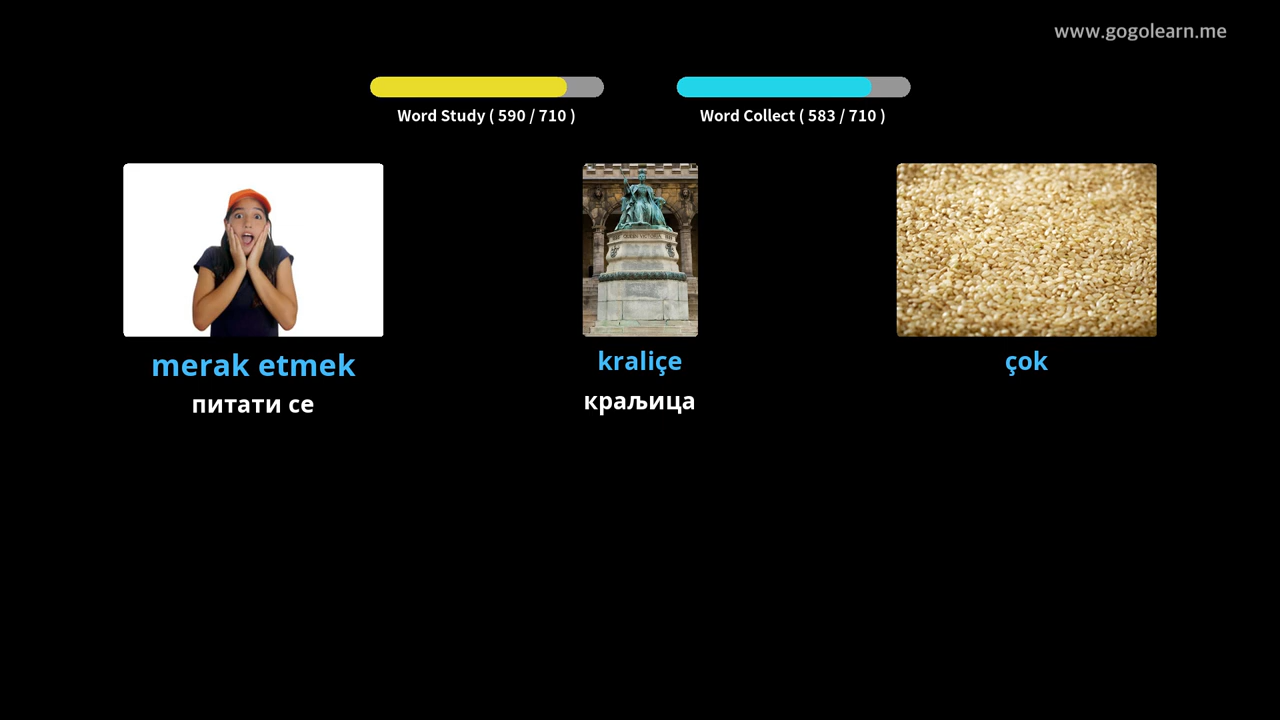 www.gogolearn.me
Word Study ( 590 / 710 )
Word Collect ( 583 / 710 )
merak etmek
питати се
kraliçe
краљица
çok